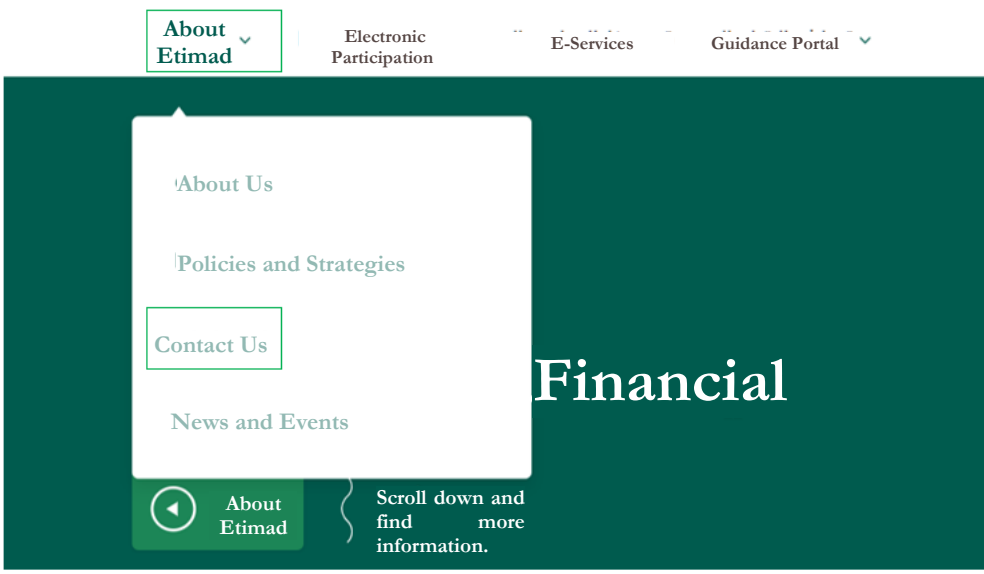 About
Etimad
Electronic
Participation
E-Services
Guidance Portal
About Us
Policies and Strategies
Contact Us
News and Events
Financial
About
Etimad
Scroll down and
find more
information.